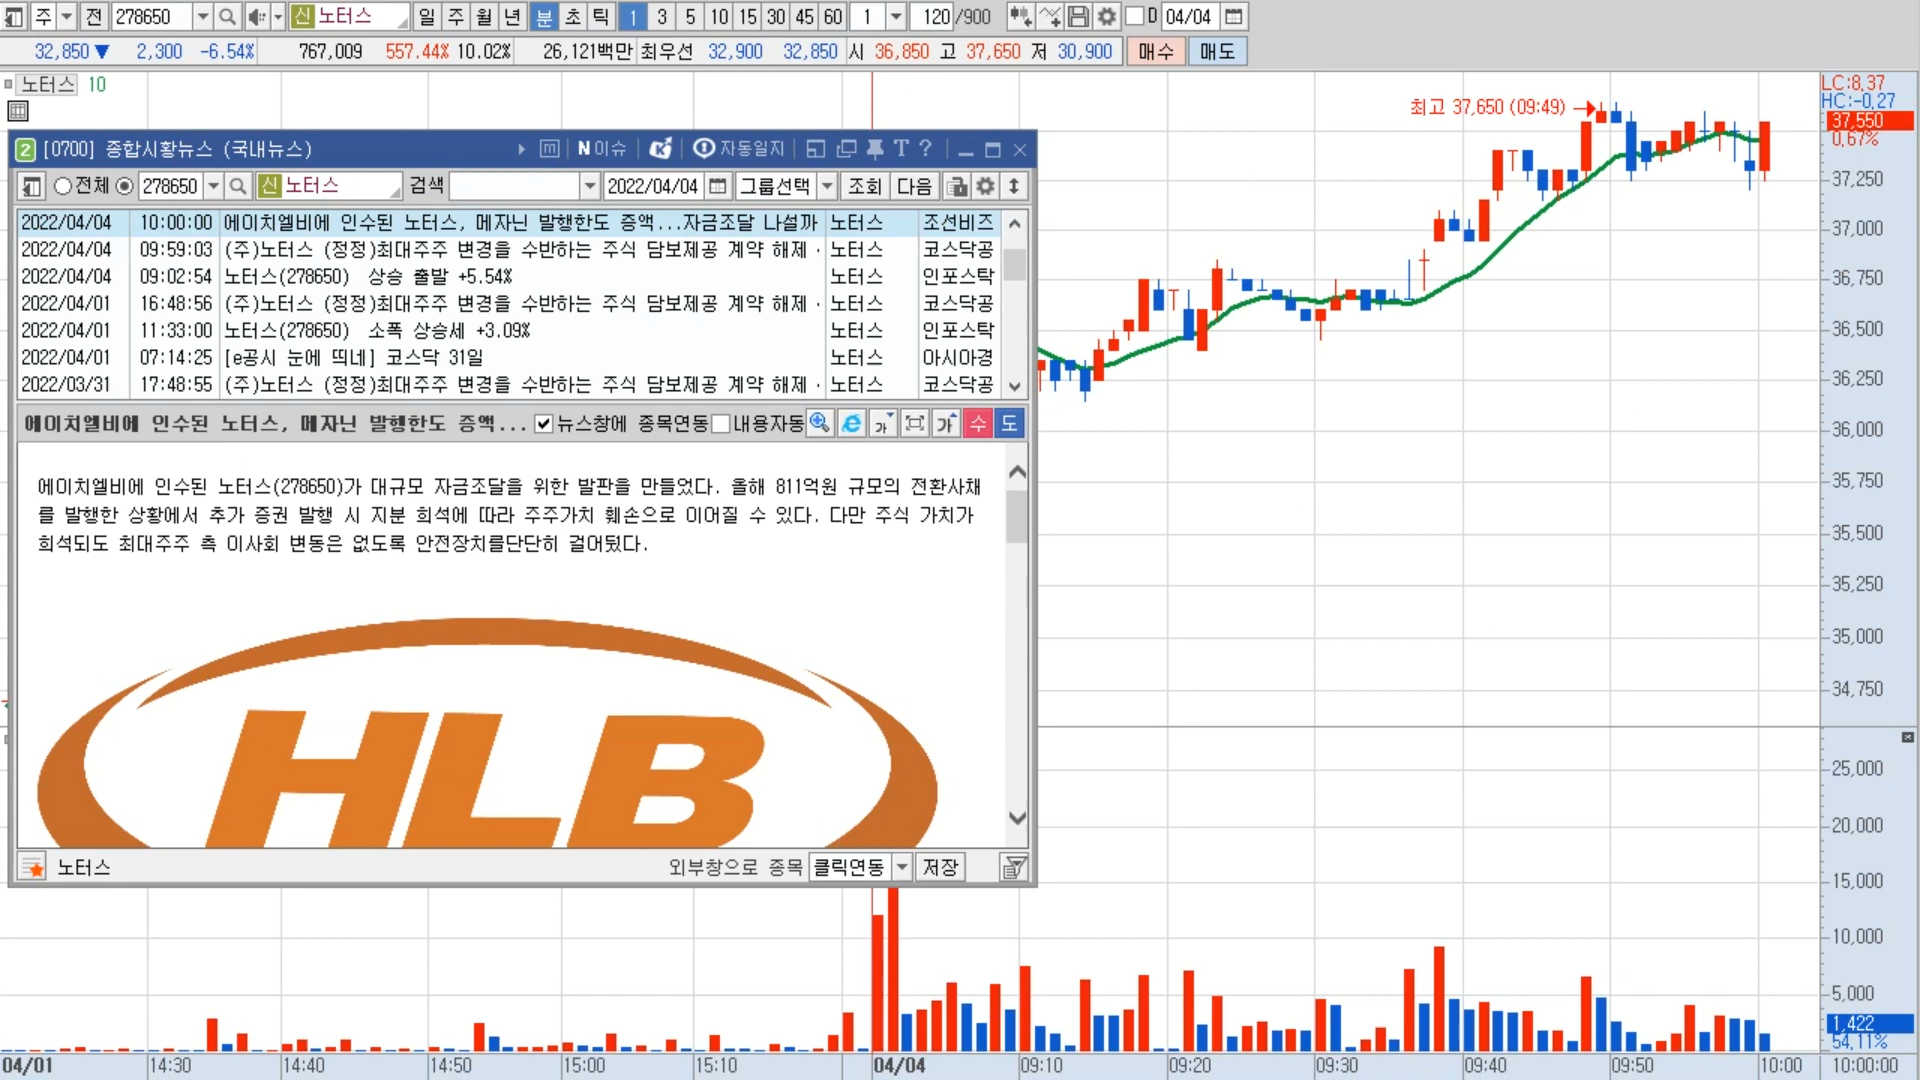 주 전 278650 신 노터스 일 주 월 년 분 초 틱 1 3 5 10 15 30 45 60 1 120 /900 D 04/04
32,850 ▼ 2,300 -6.54% 767,009 557.44% 10.02% 26,121백만 최우선 32,900 32,850 시 36,850 고 37,650 저 30,900 매수 매도
노터스 10
LC:8,37
HC:-0,27
최고 37,650 (09:49) →
37,550
0,67%
2 [0700] 종합시황뉴스 (국내뉴스) m N이슈 자동일지 T ?
전체 278650 신 노터스 검색 2022/04/04 그룹선택 조회 다음
2022/04/04 10:00:00 에이치엘비에 인수된 노터스, 메자닌 발행한도 증액...자금조달 나설까 노터스 조선비즈
2022/04/04 09:59:03 (주)노터스 (정정)최대주주 변경을 수반하는 주식 담보제공 계약 해제 · 노터스 코스닥공
2022/04/04 09:02:54 노터스(278650) 상승 출발 +5.54% 노터스 인포스탁
2022/04/01 16:48:56 (주)노터스 (정정)최대주주 변경을 수반하는 주식 담보제공 계약 해제 · 노터스 코스닥공
2022/04/01 11:33:00 노터스(278650) 소폭 상승세 +3.09% 노터스 인포스탁
2022/04/01 07:14:25 [e공시 눈에 띄네] 코스닥 31일 노터스 아시아경
2022/03/31 17:48:55 (주)노터스 (정정)최대주주 변경을 수반하는 주식 담보제공 계약 해제 · 노터스 코스닥공
에이치엘비에 인수된 노터스, 메자닌 발행한도 증액... 뉴스창에 종목연동 내용자동 가 가 수 도
에이치엘비에 인수된 노터스(278650)가 대규모 자금조달을 위한 발판을 만들었다. 올해 811억원 규모의 전환사채
를 발행한 상황에서 추가 증권 발행 시 지분 희석에 따라 주주가치 훼손으로 이어질 수 있다. 다만 주식 가치가
희석되도 최대주주 측 이사회 변동은 없도록 안전장치를단단히 걸어뒀다.
HLB
노터스 외부창으로 종목 클릭연동 저장
37,250
37,000
36,750
36,500
36,250
36,000
35,750
35,500
35,250
35,000
34,750
25,000
20,000
15,000
10,000
5,000
1,422
54,11%
04/01 14:30 14:40 14:50 15:00 15:10 04/04 09:10 09:20 09:30 09:40 09:50 10:00 10:00:00